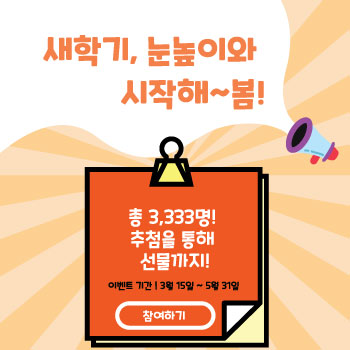 새학기, 눈높이와
시작해~봄!
총 3,333명!
추첨을 통해
선물까지!
이벤트 기간 | 3월 15일 ~ 5월 31일
참여하기